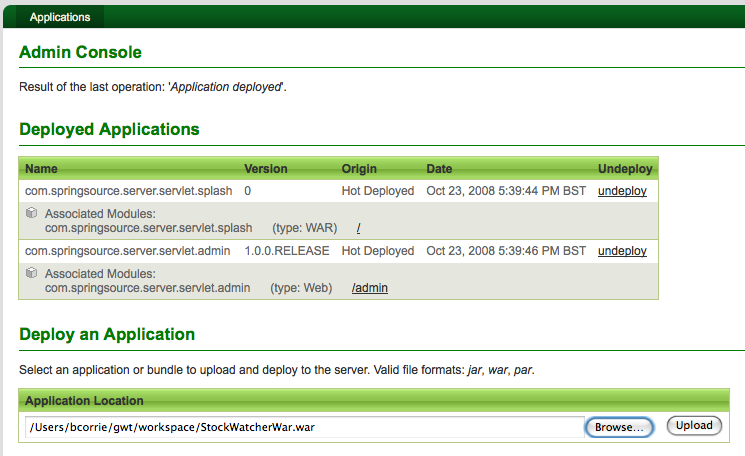 Applications
Admin Console
Result of the last operation: 'Application deployed'.
Deployed Applications
Name Version Origin Date Undeploy
com.springsource.server.servlet.splash 0 Hot Deployed Oct 23, 2008 5:39:44 PM BST undeploy
Associated Modules:
com.springsource.server.servlet.splash (type: WAR) /
com.springsource.server.servlet.admin 1.0.0.RELEASE Hot Deployed Oct 23, 2008 5:39:46 PM BST undeploy
Associated Modules:
com.springsource.server.servlet.admin (type: Web) /admin
Deploy an Application
Select an application or bundle to upload and deploy to the server. Valid file formats: jar, war, par.
Application Location
/Users/bcorrie/gwt/workspace/StockWatcherWar.war Browse... Upload